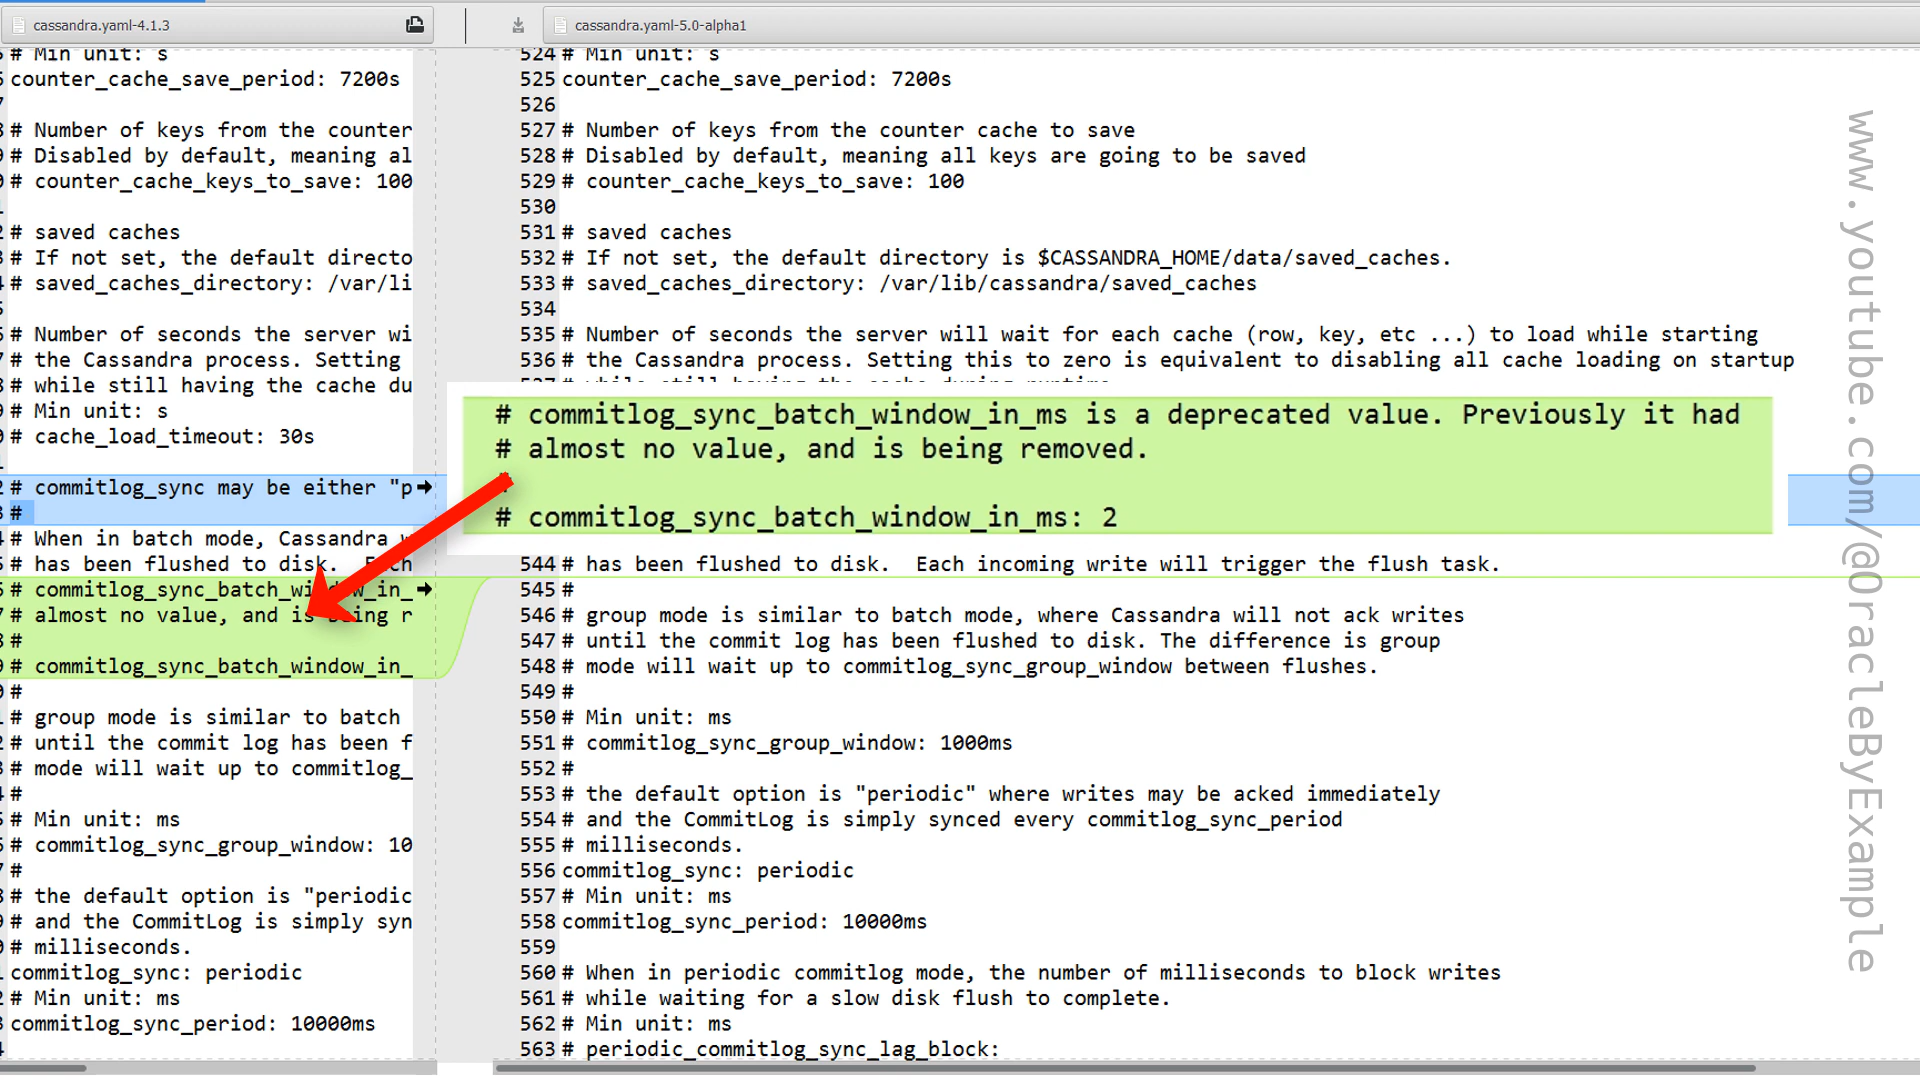 cassandra.yaml-4.1.3
# Min unit: s
counter_cache_save_period: 7200s
# Number of keys from the counter
# Disabled by default, meaning al
# counter_cache_keys_to_save: 100
# saved caches
# If not set, the default directo
# saved_caches_directory: /var/li
# Number of seconds the server wi
# the Cassandra process. Setting
# while still having the cache du
# Min unit: s
# cache_load_timeout: 30s
# commitlog_sync may be either "p
#
# When in batch mode, Cassandra w
# has been flushed to disk.  Each
# commitlog_sync_batch_window_in_
# almost no value, and is being r
#
# commitlog_sync_batch_window_in_
#
# group mode is similar to batch
# until the commit log has been f
# mode will wait up to commitlog_
#
# Min unit: ms
# commitlog_sync_group_window: 10
#
# the default option is "periodic
# and the CommitLog is simply syn
# milliseconds.
commitlog_sync: periodic
# Min unit: ms
commitlog_sync_period: 10000ms
cassandra.yaml-5.0-alpha1
524 # Min unit: s
525 counter_cache_save_period: 7200s
526
527 # Number of keys from the counter cache to save
528 # Disabled by default, meaning all keys are going to be saved
529 # counter_cache_keys_to_save: 100
530
531 # saved caches
532 # If not set, the default directory is $CASSANDRA_HOME/data/saved_caches.
533 # saved_caches_directory: /var/lib/cassandra/saved_caches
534
535 # Number of seconds the server will wait for each cache (row, key, etc ...) to load while starting
536 # the Cassandra process. Setting this to zero is equivalent to disabling all cache loading on startup
# while still having the cache during runtime.
# commitlog_sync_batch_window_in_ms is a deprecated value. Previously it had
# almost no value, and is being removed.
#
# commitlog_sync_batch_window_in_ms: 2
544 # has been flushed to disk.  Each incoming write will trigger the flush task.
545 #
546 # group mode is similar to batch mode, where Cassandra will not ack writes
547 # until the commit log has been flushed to disk. The difference is group
548 # mode will wait up to commitlog_sync_group_window between flushes.
549 #
550 # Min unit: ms
551 # commitlog_sync_group_window: 1000ms
552 #
553 # the default option is "periodic" where writes may be acked immediately
554 # and the CommitLog is simply synced every commitlog_sync_period
555 # milliseconds.
556 commitlog_sync: periodic
557 # Min unit: ms
558 commitlog_sync_period: 10000ms
559
560 # When in periodic commitlog mode, the number of milliseconds to block writes
561 # while waiting for a slow disk flush to complete.
562 # Min unit: ms
563 # periodic_commitlog_sync_lag_block:
www.youtube.com/@OracleByExample